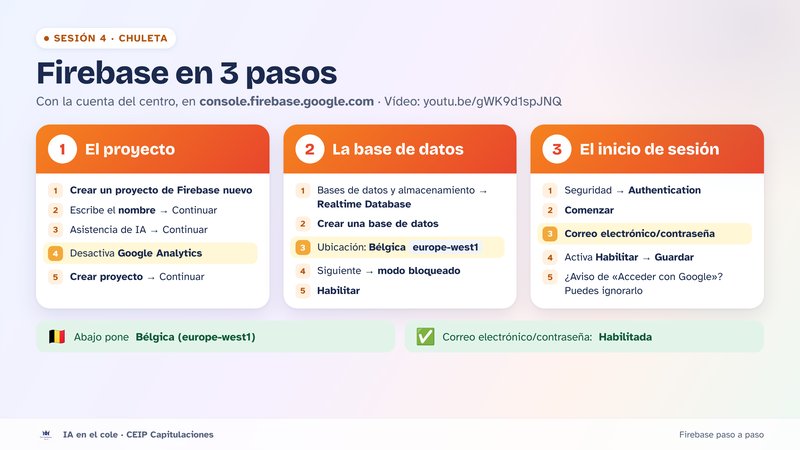 SESIÓN 4 · CHULETA
Firebase en 3 pasos
Con la cuenta del centro, en console.firebase.google.com · Vídeo: youtu.be/gWK9d1spJNQ
1 El proyecto
1 Crear un proyecto de Firebase nuevo
2 Escribe el nombre → Continuar
3 Asistencia de IA → Continuar
4 Desactiva Google Analytics
5 Crear proyecto → Continuar
2 La base de datos
1 Bases de datos y almacenamiento →
Realtime Database
2 Crear una base de datos
3 Ubicación: Bélgica europe-west1
4 Siguiente → modo bloqueado
5 Habilitar
3 El inicio de sesión
1 Seguridad → Authentication
2 Comenzar
3 Correo electrónico/contraseña
4 Activa Habilitar → Guardar
5 ¿Aviso de «Acceder con Google»?
Puedes ignorarlo
Abajo pone Bélgica (europe-west1)
Correo electrónico/contraseña: Habilitada
IA en el cole · CEIP Capitulaciones
Firebase paso a paso